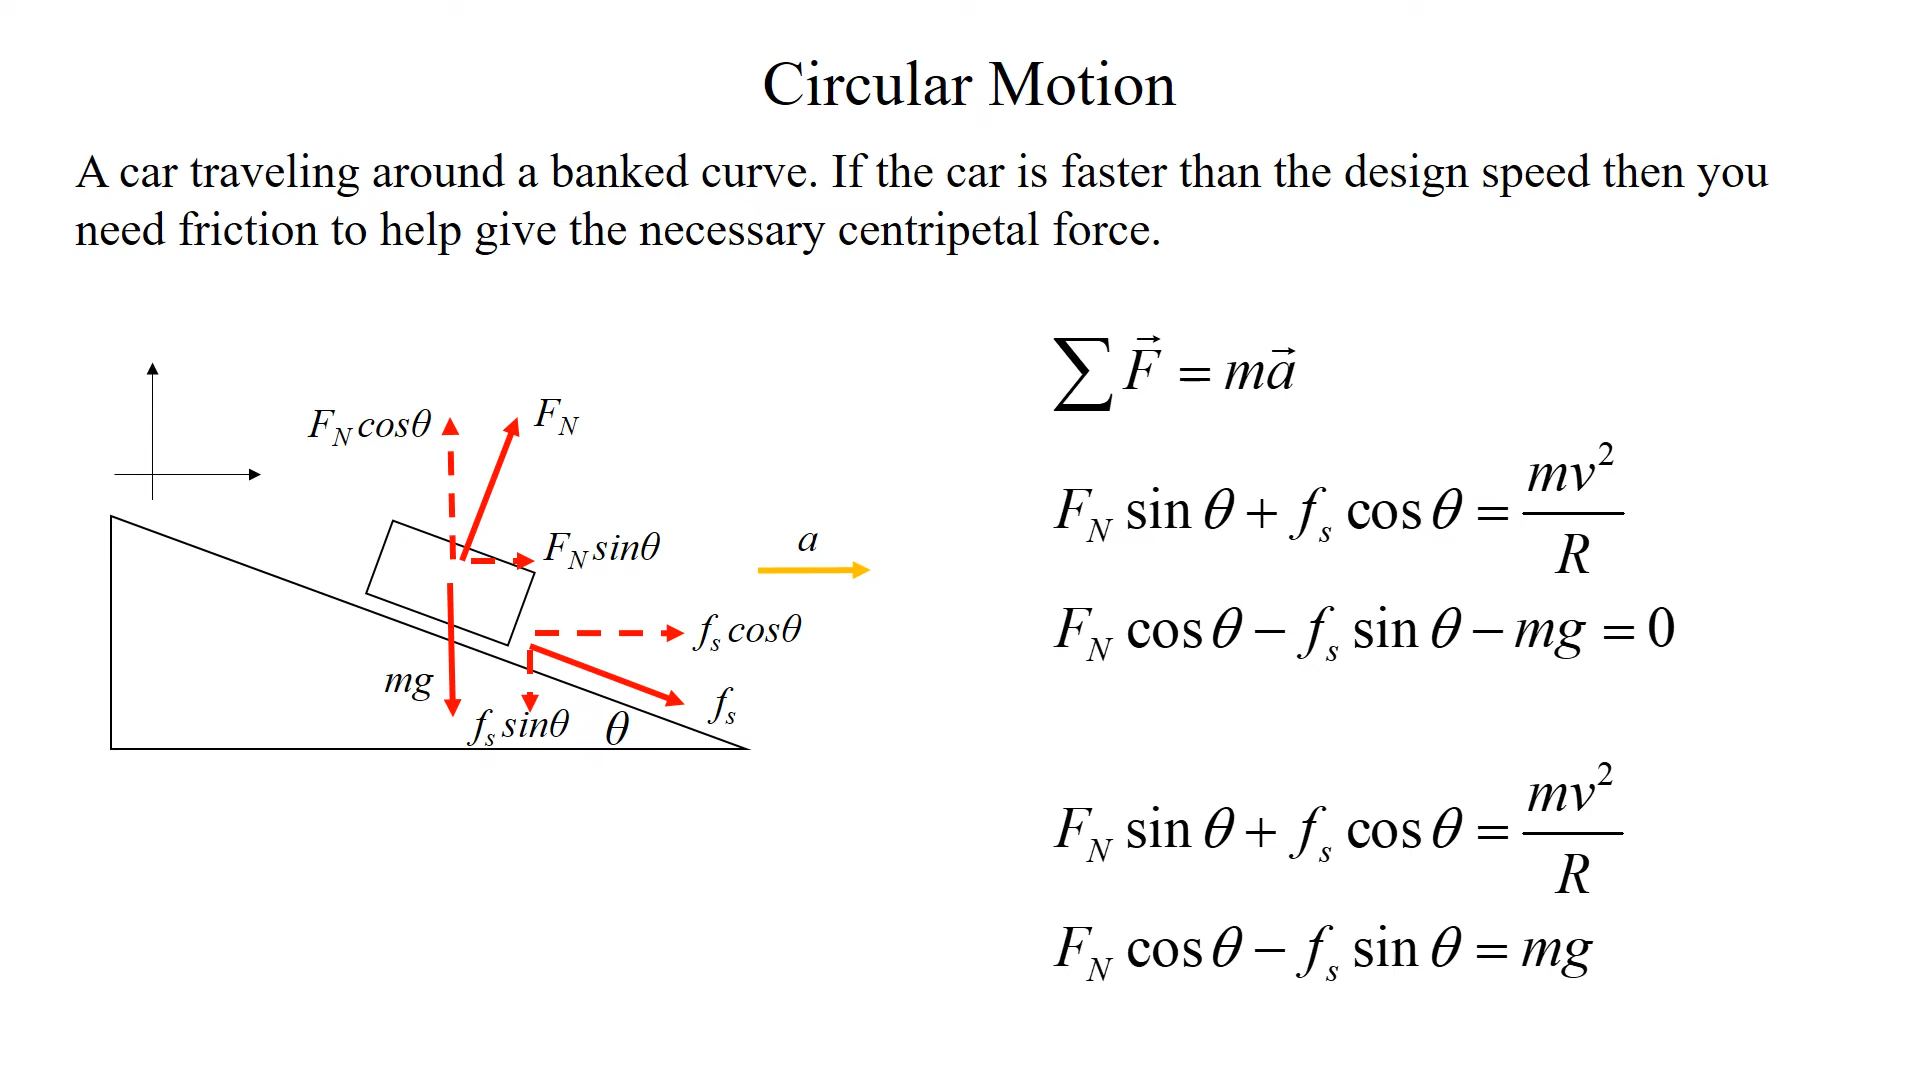 Circular Motion
A car traveling around a banked curve. If the car is faster than the design speed then you
need friction to help give the necessary centripetal force.
F_N cosθ
F_N
F_N sinθ
a
f_s cosθ
mg
f_s
f_s sinθ
θ
∑F⃗ = ma⃗
F_N sin θ + f_s cos θ = mv²/R
F_N cos θ − f_s sin θ − mg = 0
F_N sin θ + f_s cos θ = mv²/R
F_N cos θ − f_s sin θ = mg